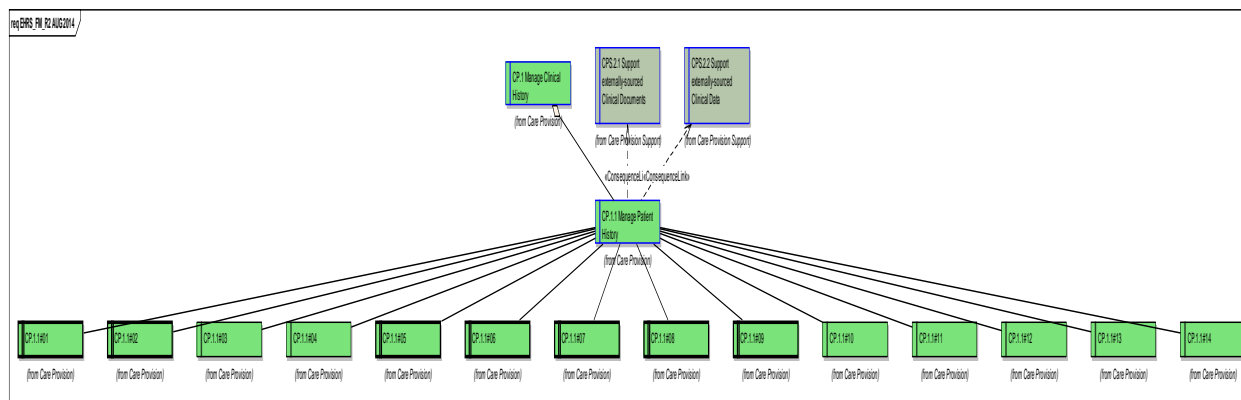 req EHRS_FM_R2 AUG2014
CP.1 Manage Clinical
History
(from Care Provision)
CPS.2.1 Support
externally-sourced
Clinical Documents
(from Care Provision Support)
CPS.2.2 Support
externally-sourced
Clinical Data
(from Care Provision Support)
«ConsequenceLi
«ConsequenceLink»
CP.1.1 Manage Patient
History
(from Care Provision)
CP.1.1#01
(from Care Provision)
CP.1.1#02
(from Care Provision)
CP.1.1#03
(from Care Provision)
CP.1.1#04
(from Care Provision)
CP.1.1#05
(from Care Provision)
CP.1.1#06
(from Care Provision)
CP.1.1#07
(from Care Provision)
CP.1.1#08
(from Care Provision)
CP.1.1#09
(from Care Provision)
CP.1.1#10
(from Care Provision)
CP.1.1#11
(from Care Provision)
CP.1.1#12
(from Care Provision)
CP.1.1#13
(from Care Provision)
CP.1.1#14
(from Care Provision)